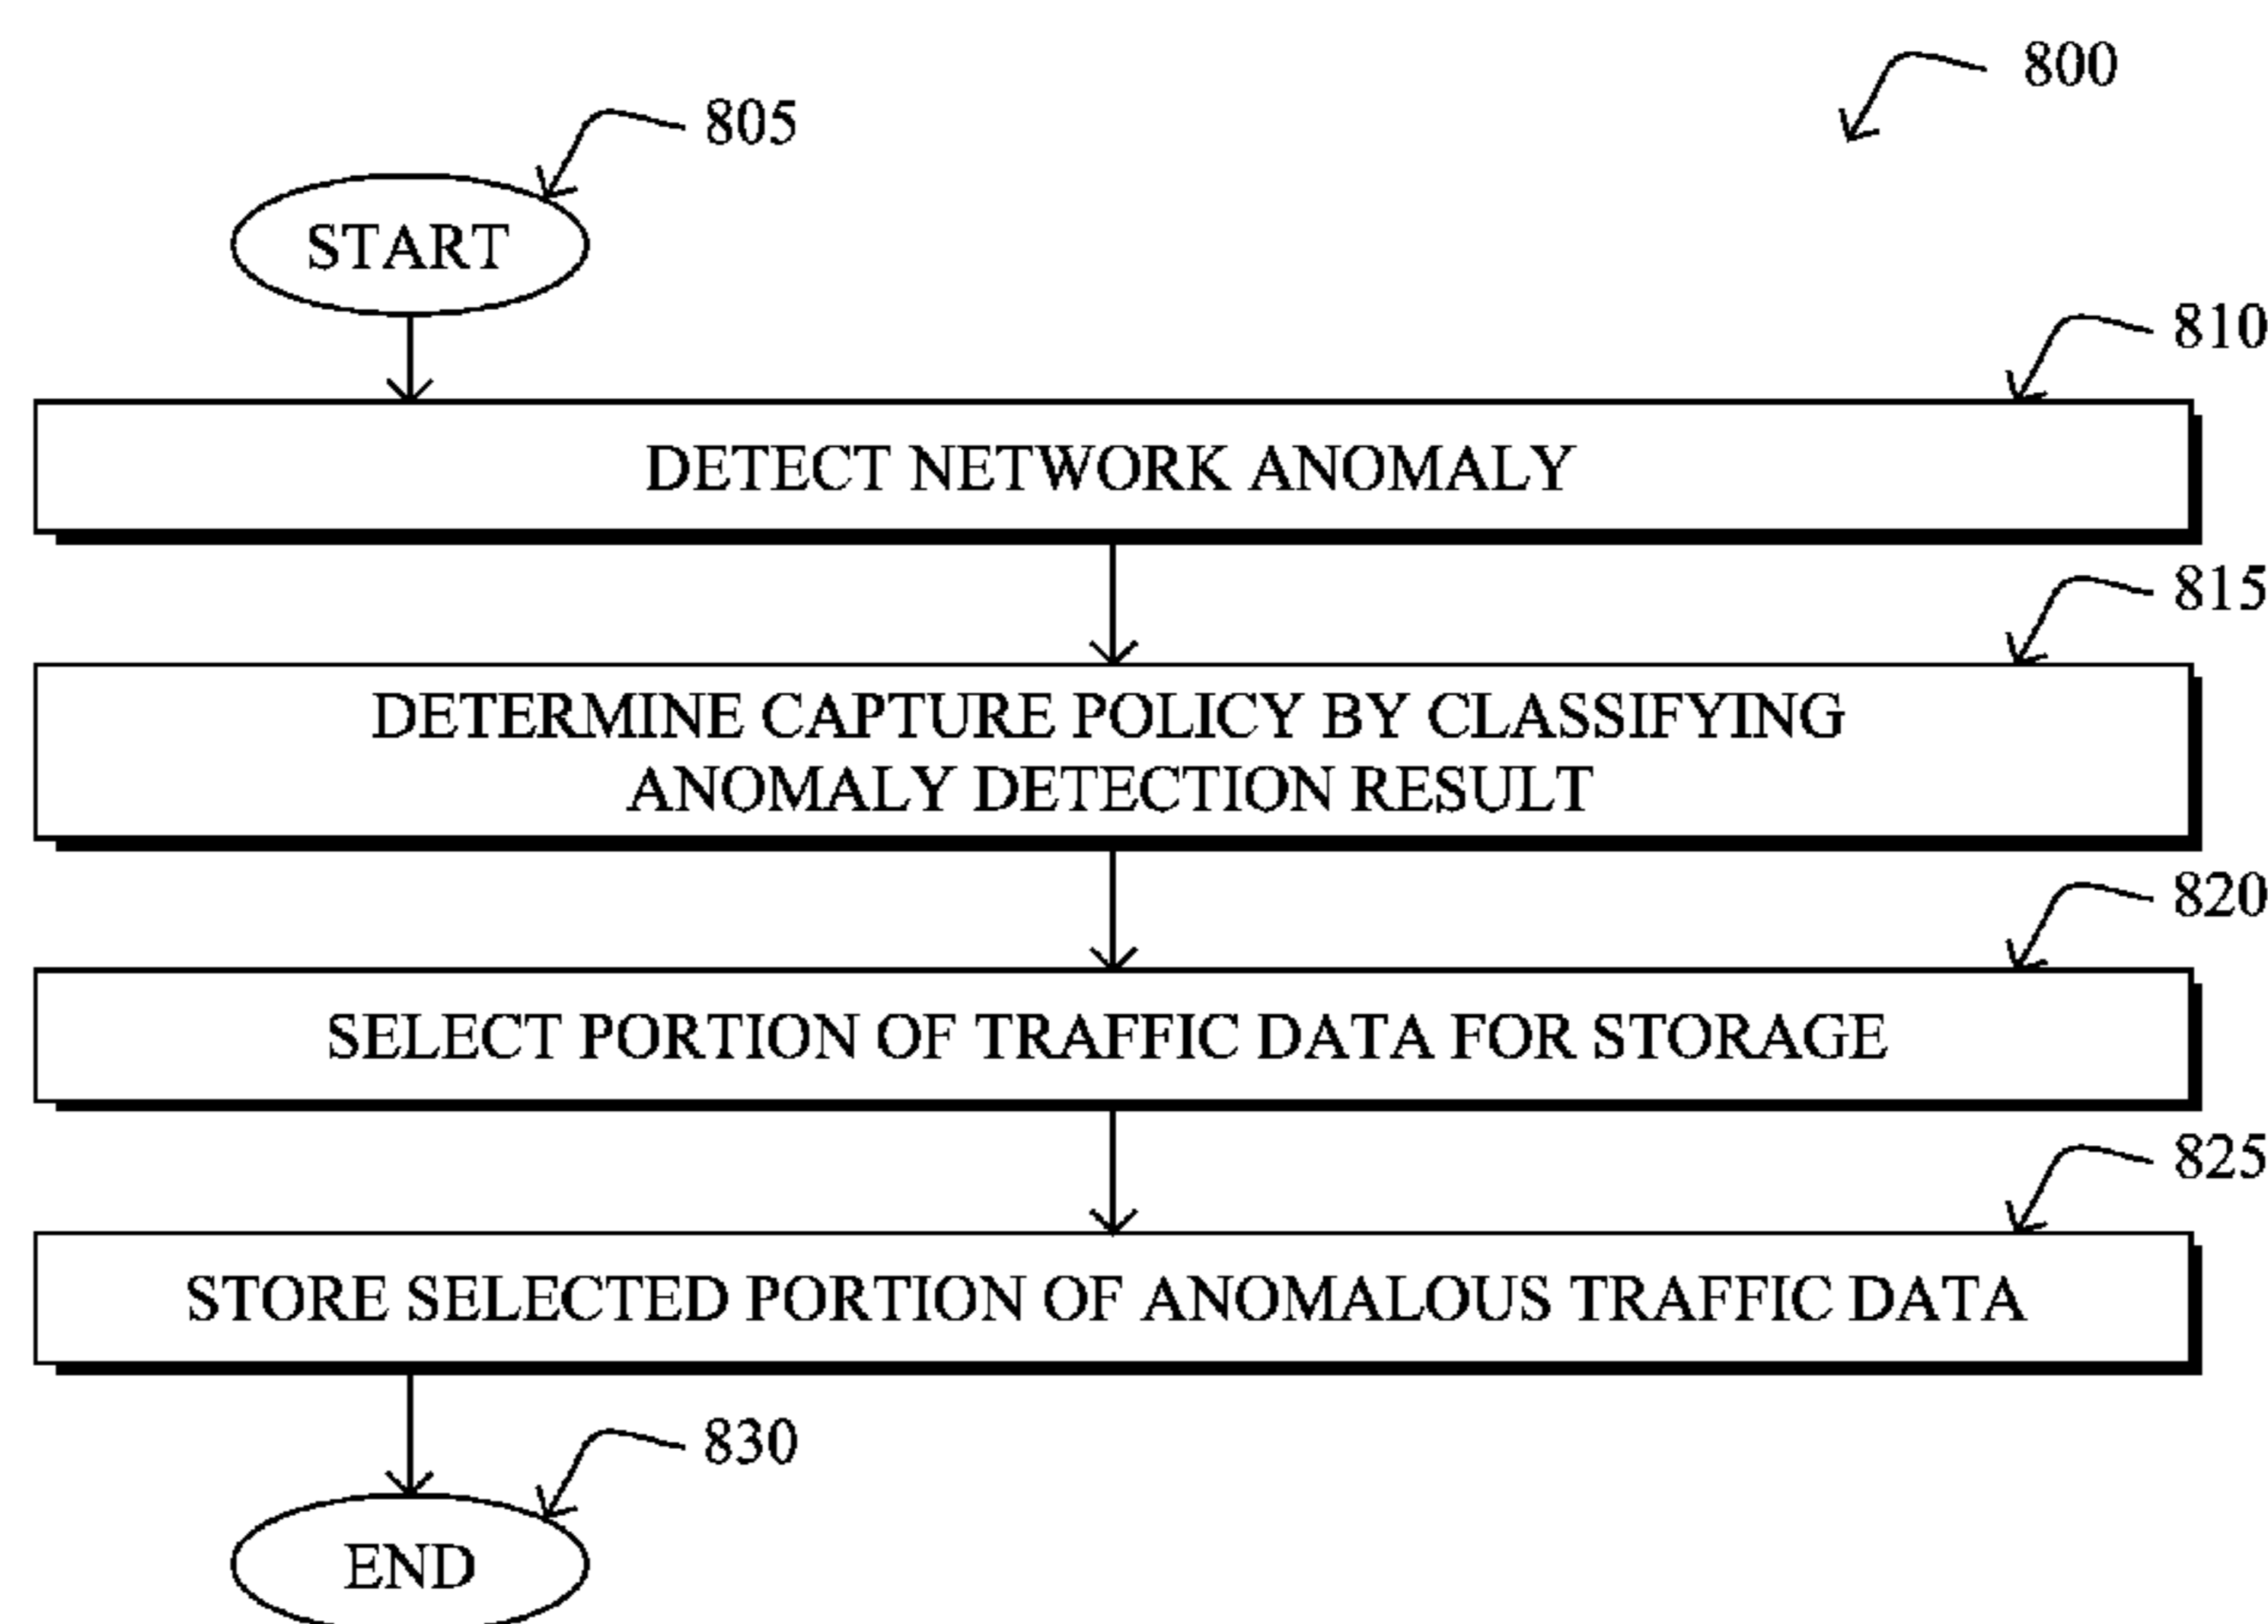 800
805
START
810
DETECT NETWORK ANOMALY
815
DETERMINE CAPTURE POLICY BY CLASSIFYING
ANOMALY DETECTION RESULT
820
SELECT PORTION OF TRAFFIC DATA FOR STORAGE
825
STORE SELECTED PORTION OF ANOMALOUS TRAFFIC DATA
830
END